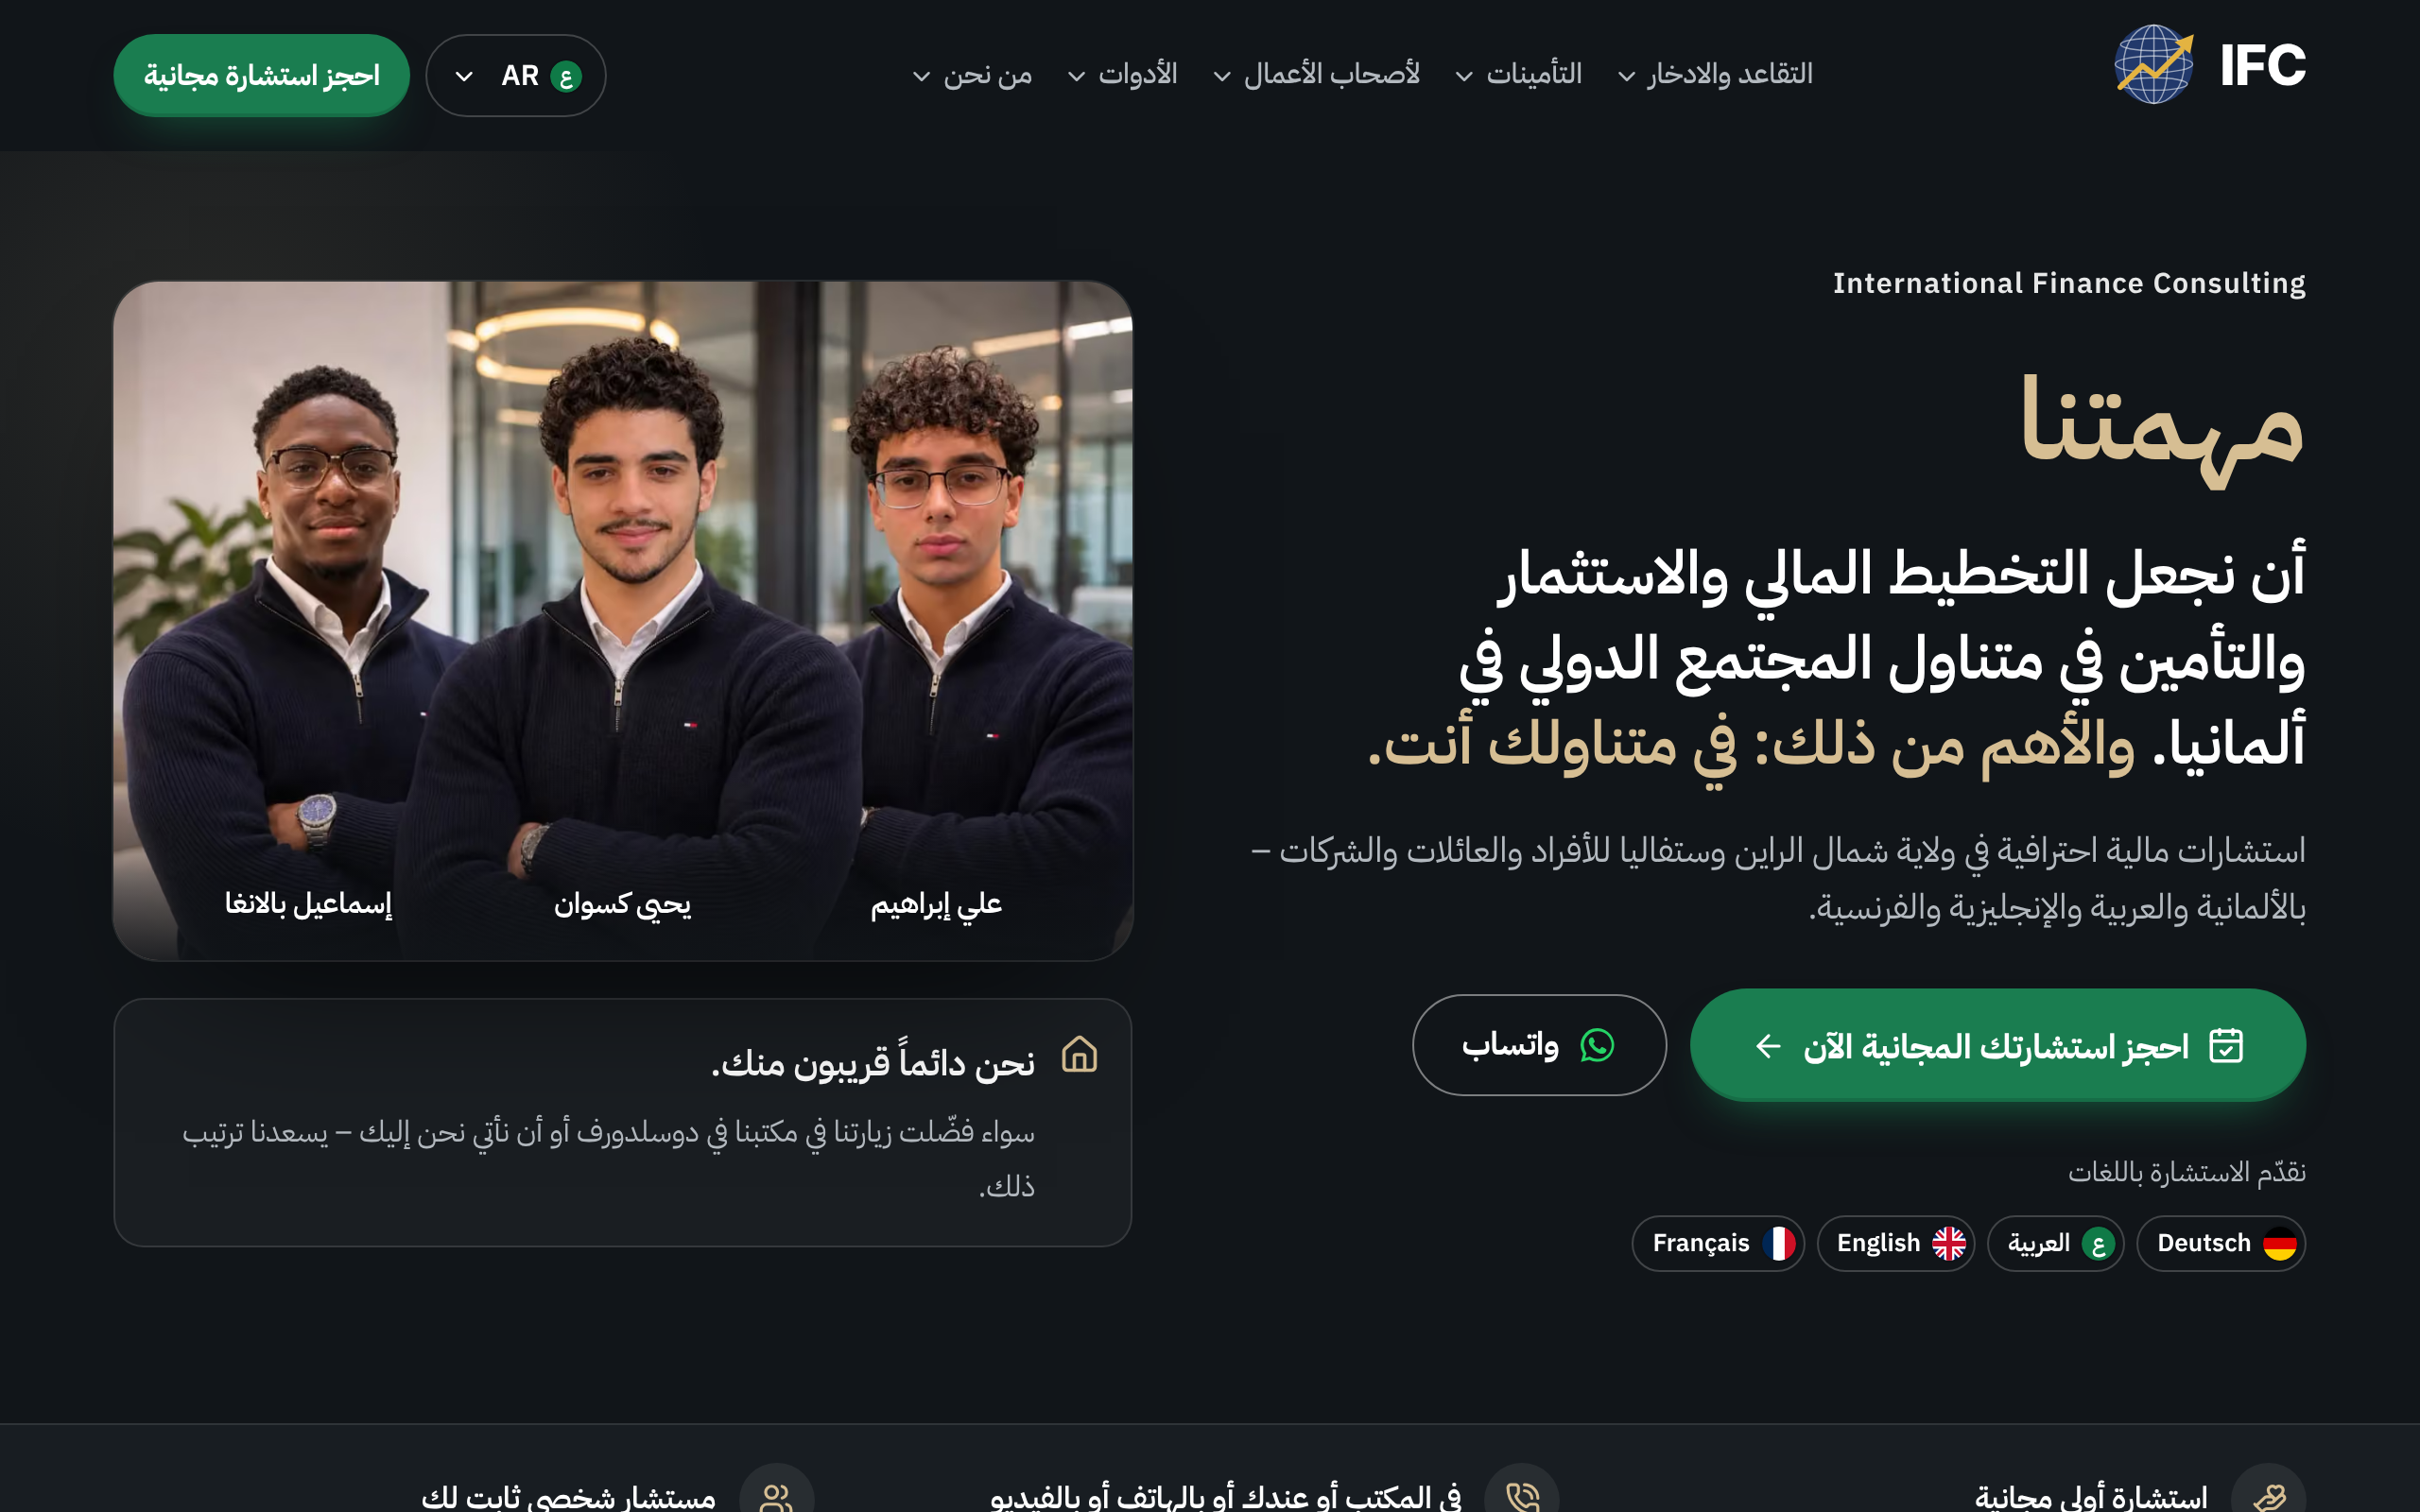 IFC
التقاعد والادخار
التأمينات
لأصحاب الأعمال
الأدوات
من نحن
ع AR
احجز استشارة مجانية
International Finance Consulting
مهمتنا
أن نجعل التخطيط المالي والاستثمار
والتأمين في متناول المجتمع الدولي في
ألمانيا. والأهم من ذلك: في متناولك أنت.
استشارات مالية احترافية في ولاية شمال الراين وستفاليا للأفراد والعائلات والشركات –
بالألمانية والعربية والإنجليزية والفرنسية.
احجز استشارتك المجانية الآن
واتساب
نقدّم الاستشارة باللغات
Deutsch
ع العربية
English
Français
علي إبراهيم
يحيى كسوان
إسماعيل بالانغا
نحن دائماً قريبون منك.
سواء فضّلت زيارتنا في مكتبنا في دوسلدورف أو أن نأتي نحن إليك – يسعدنا ترتيب
ذلك.
استشارة أولى مجانية
في المكتب أو عندك أو بالهاتف أو بالفيديو
مستشار شخصي ثابت لك